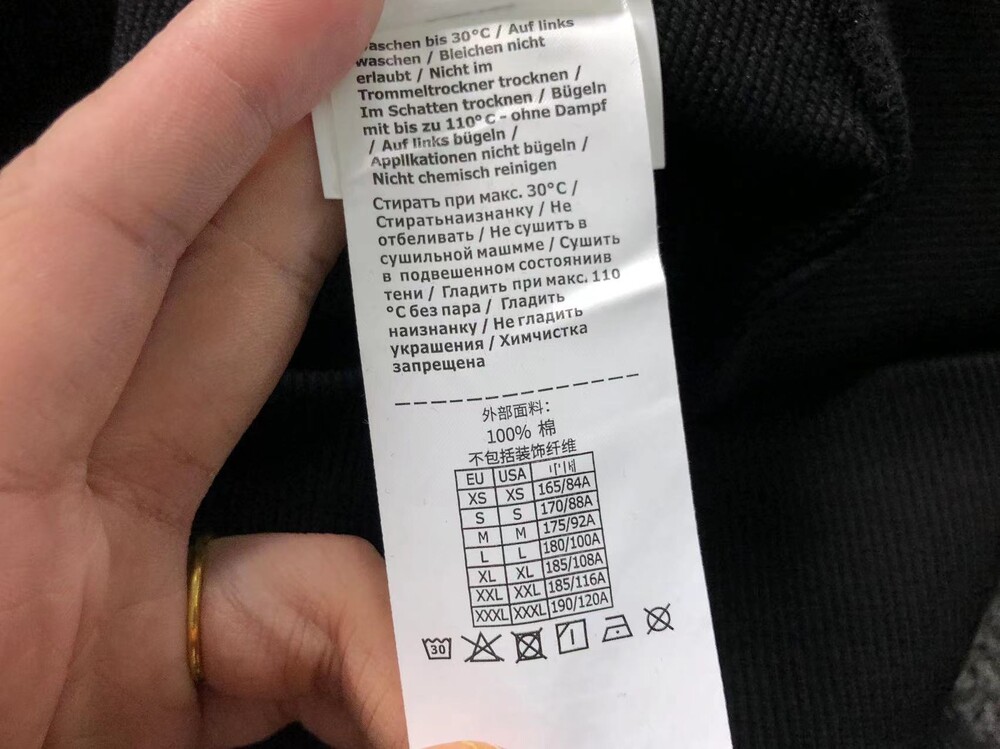 waschen bis 30°C / Auf links
waschen / Bleichen nicht
erlaubt / Nicht im
Trommeltrockner trocknen /
Im Schatten trocknen / Bügeln
mit bis zu 110°C - ohne Dampf
/ Auf links bügeln /
Applikationen nicht bügeln /
Nicht chemisch reinigen
Стиратъ при макс. 30°C /
Стиратьнаизнанку / Не
отбеливать / Не сушитъ в
сушильной машмме / Сушить
в подвешенном состояниив
тени / Гладить при макс. 110
°C без пара / Гладить
наизнанку / Не гладить
украшения / Химчистка
запрещена
外部面料:
100% 棉
不包括装饰纤维
EU USA
XS XS 165/84A
S S 170/88A
M M 175/92A
L L 180/100A
XL XL 185/108A
XXL XXL 185/116A
XXXL XXXL 190/120A
30